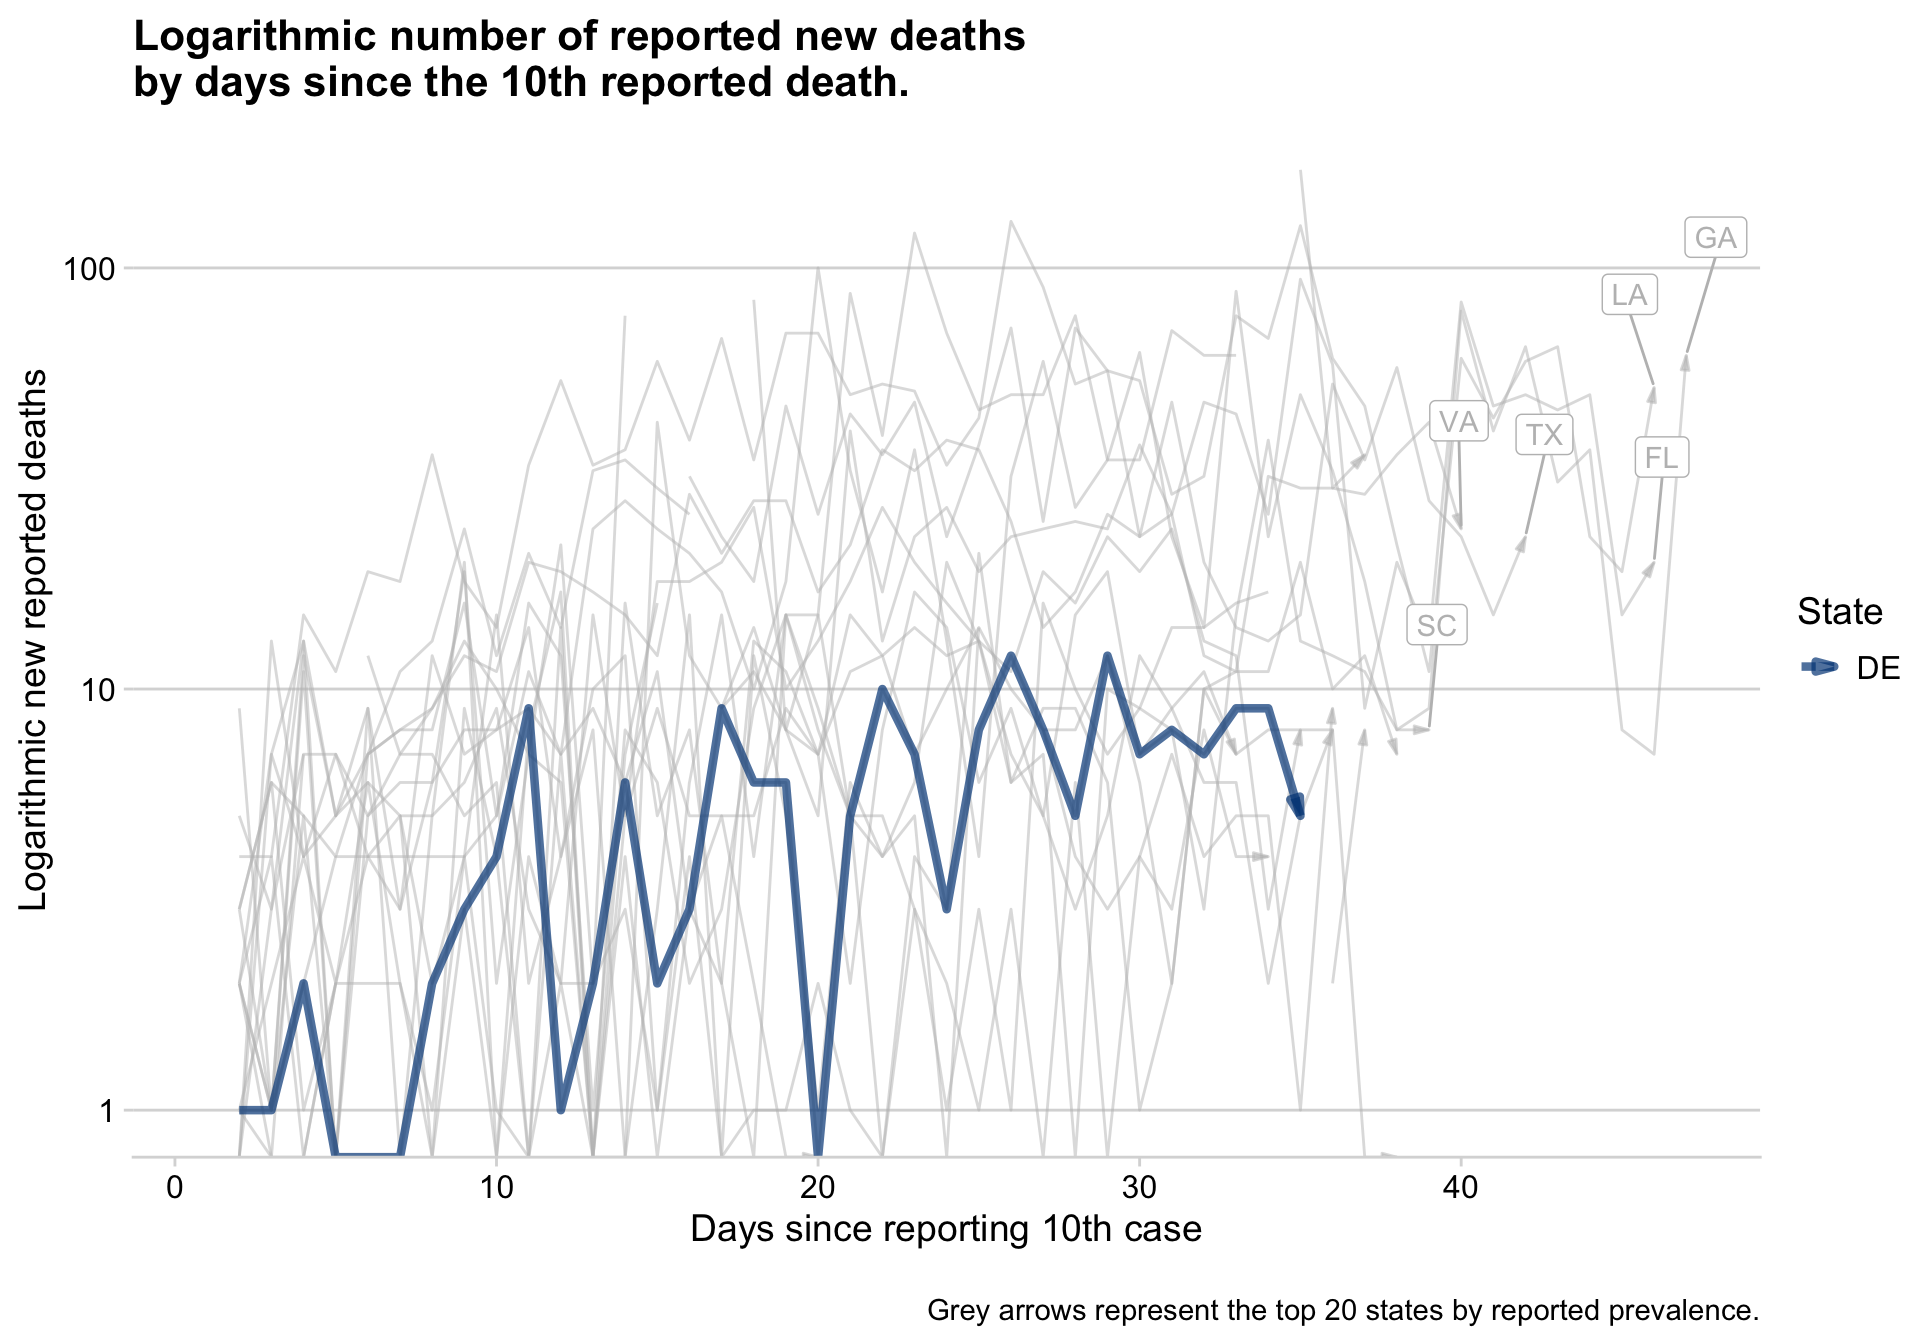 Logarithmic number of reported new deaths
by days since the 10th reported death.
Logarithmic new reported deaths
100
10
1
GA
LA
VA
TX
FL
SC
State
DE
0
10
20
30
40
Days since reporting 10th case
Grey arrows represent the top 20 states by reported prevalence.